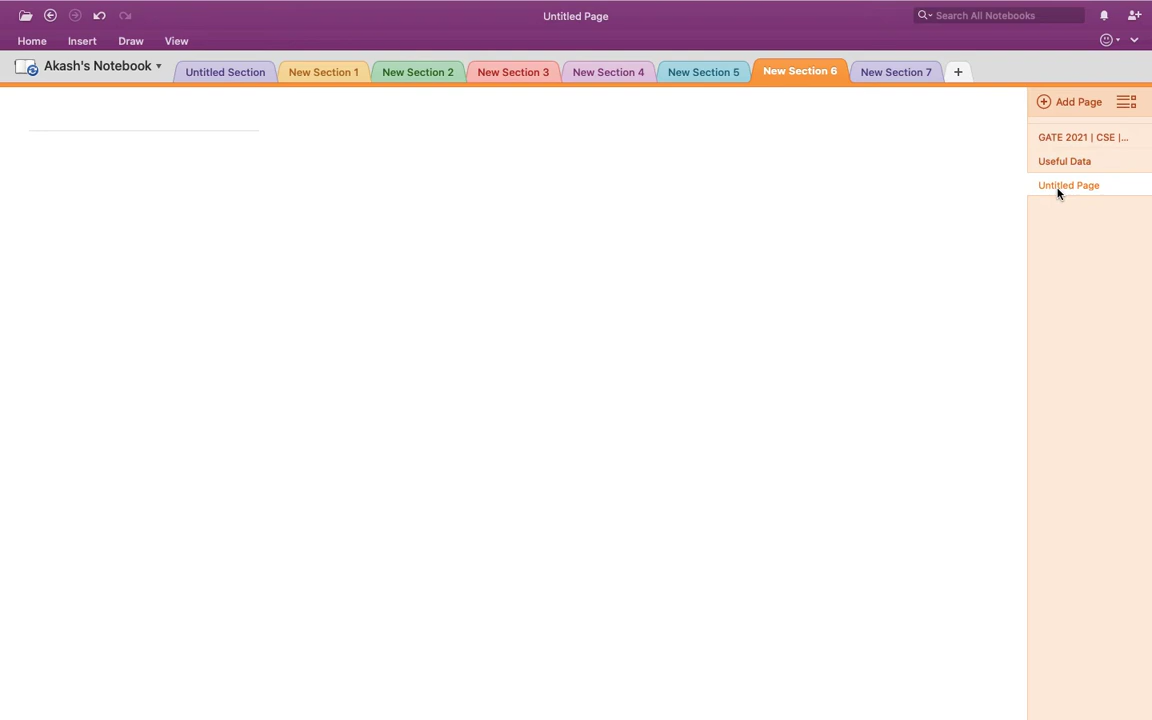 Untitled Page
Search All Notebooks
Home Insert Draw View
Akash's Notebook
Untitled Section New Section 1 New Section 2 New Section 3 New Section 4 New Section 5 New Section 6 New Section 7 +
Add Page
GATE 2021 | CSE |...
Useful Data
Untitled Page